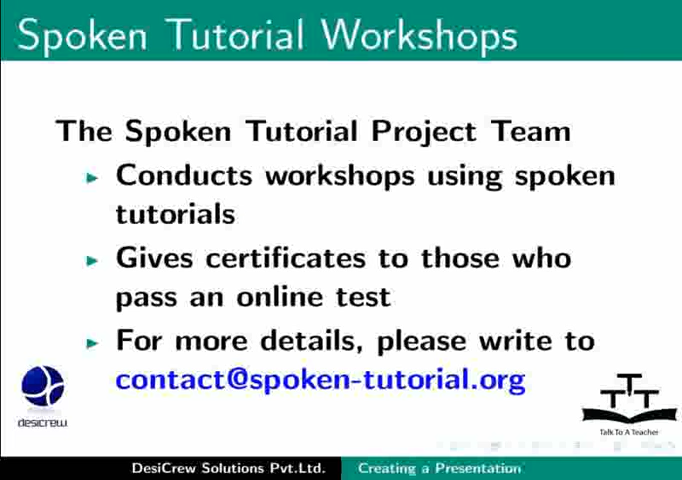 Spoken Tutorial Workshops
The Spoken Tutorial Project Team
Conducts workshops using spoken
tutorials
Gives certificates to those who
pass an online test
For more details, please write to
contact@spoken-tutorial.org
desicrew
TTT
Talk To A Teacher
DesiCrew Solutions Pvt.Ltd. Creating a Presentation